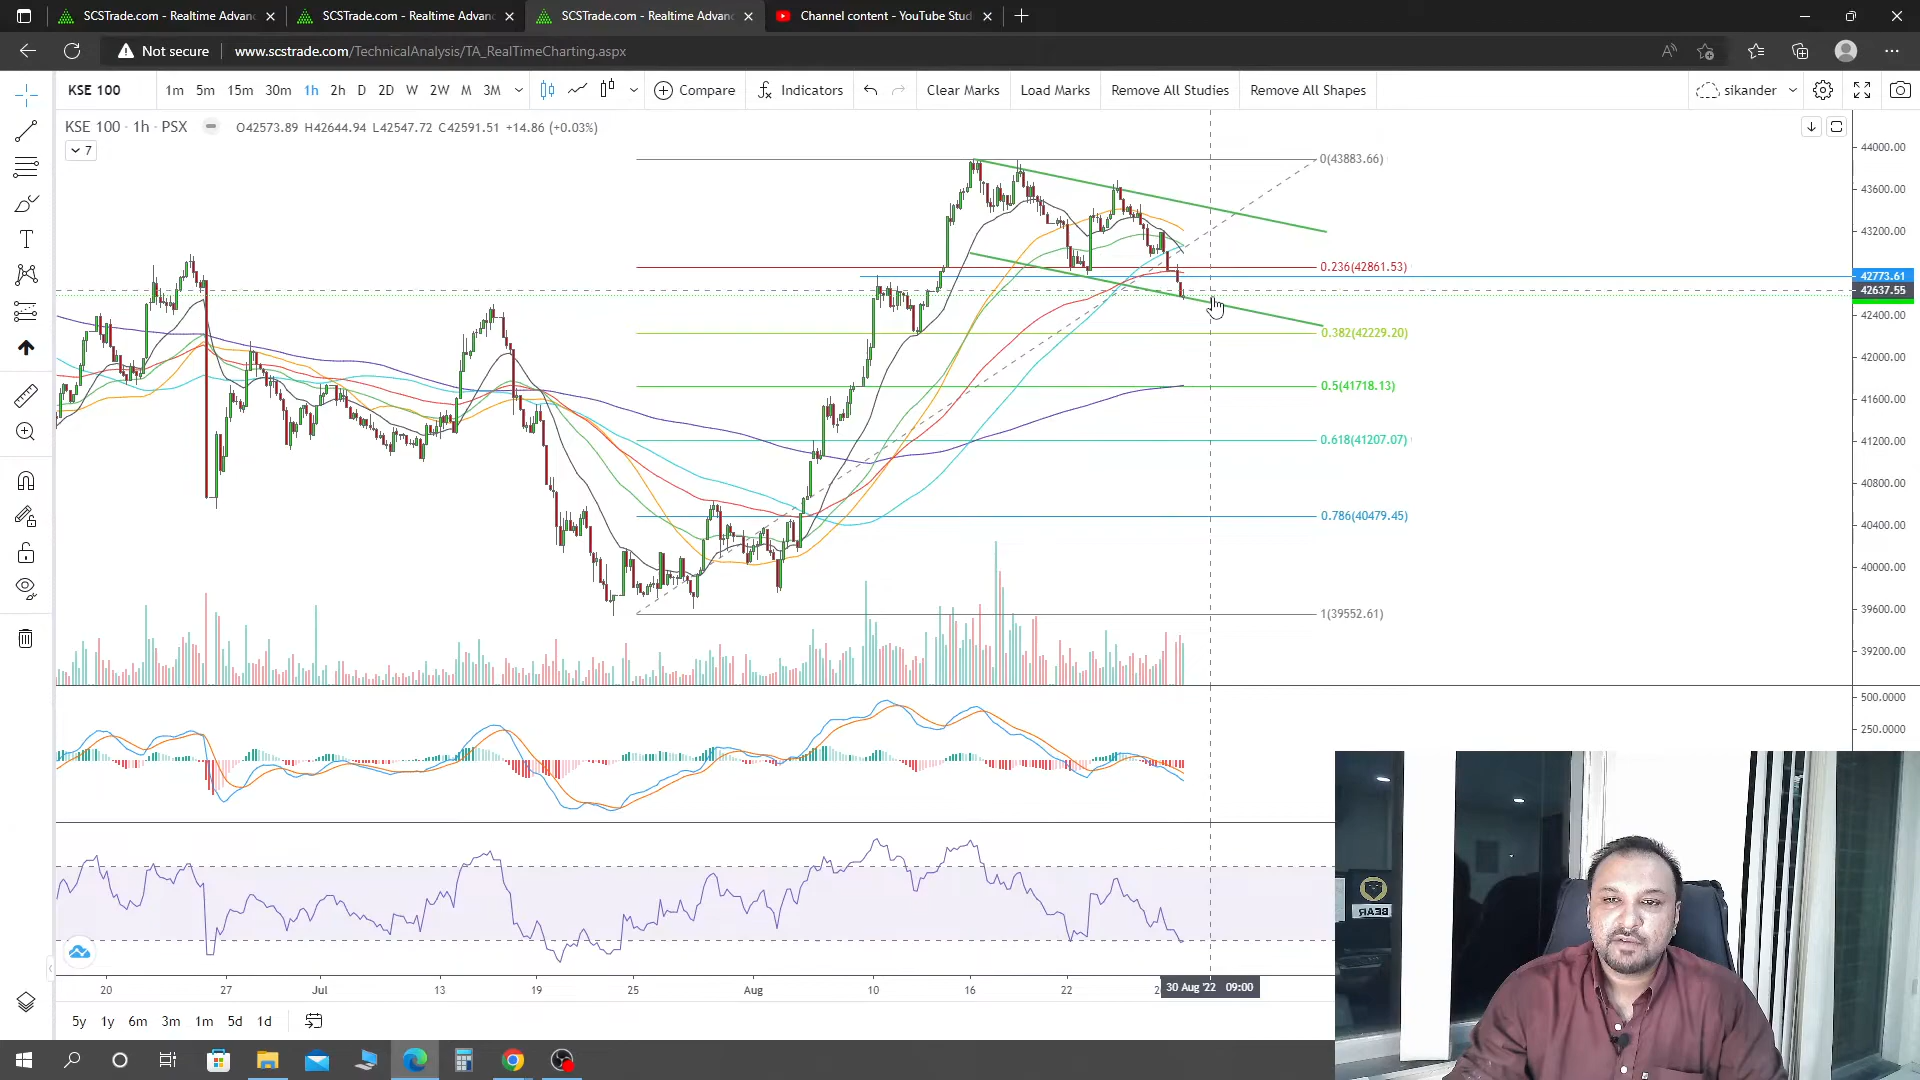 SCSTrade.com - Realtime Advanc
SCSTrade.com - Realtime Advanc
SCSTrade.com - Realtime Advanc
Channel content - YouTube Stud
Not secure
www.scstrade.com/TechnicalAnalysis/TA_RealTimeCharting.aspx
KSE 100 1m 5m 15m 30m 1h 2h D 2D W 2W M 3M Compare Indicators Clear Marks Load Marks Remove All Studies Remove All Shapes sikander
KSE 100 · 1h · PSX O42573.89 H42644.94 L42547.72 C42591.51 +14.86 (+0.03%)
7
0(43883.66)
0.236(42861.53)
0.382(42229.20)
0.5(41718.13)
0.618(41207.07)
0.786(40479.45)
1(39552.61)
44000.00
43600.00
43200.00
42773.61
42637.55
42400.00
42000.00
41600.00
41200.00
40800.00
40400.00
40000.00
39600.00
39200.00
500.0000
250.0000
BEAR
20 27 Jul 13 19 25 Aug 10 16 22 30 Aug '22 09:00
5y 1y 6m 3m 1m 5d 1d